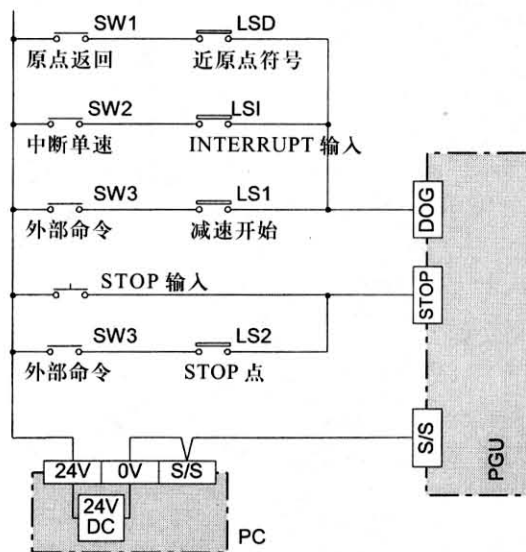 SW1 LSD
原点返回 近原点符号
SW2 LSI
中断单速 INTERRUPT 输入
SW3 LS1
外部命令 减速开始
DOG
STOP 输入
STOP
SW3 LS2
外部命令 STOP 点
S/S
PGU
24V 0V S/S
24V
DC
PC